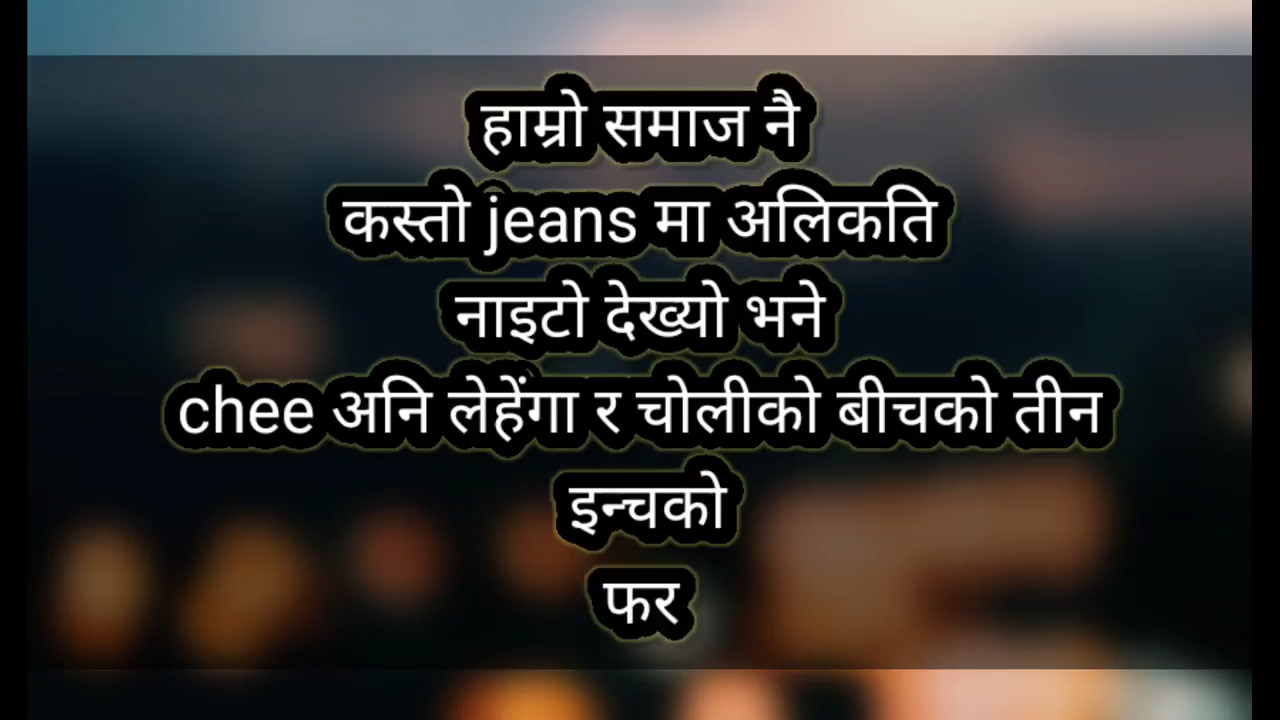 हाम्रो समाज नै
कस्तो jeans मा अलिकति
नाइटो देख्यो भने
chee अनि लेहेंगा र चोलीको बीचको तीन
इन्चको
फर